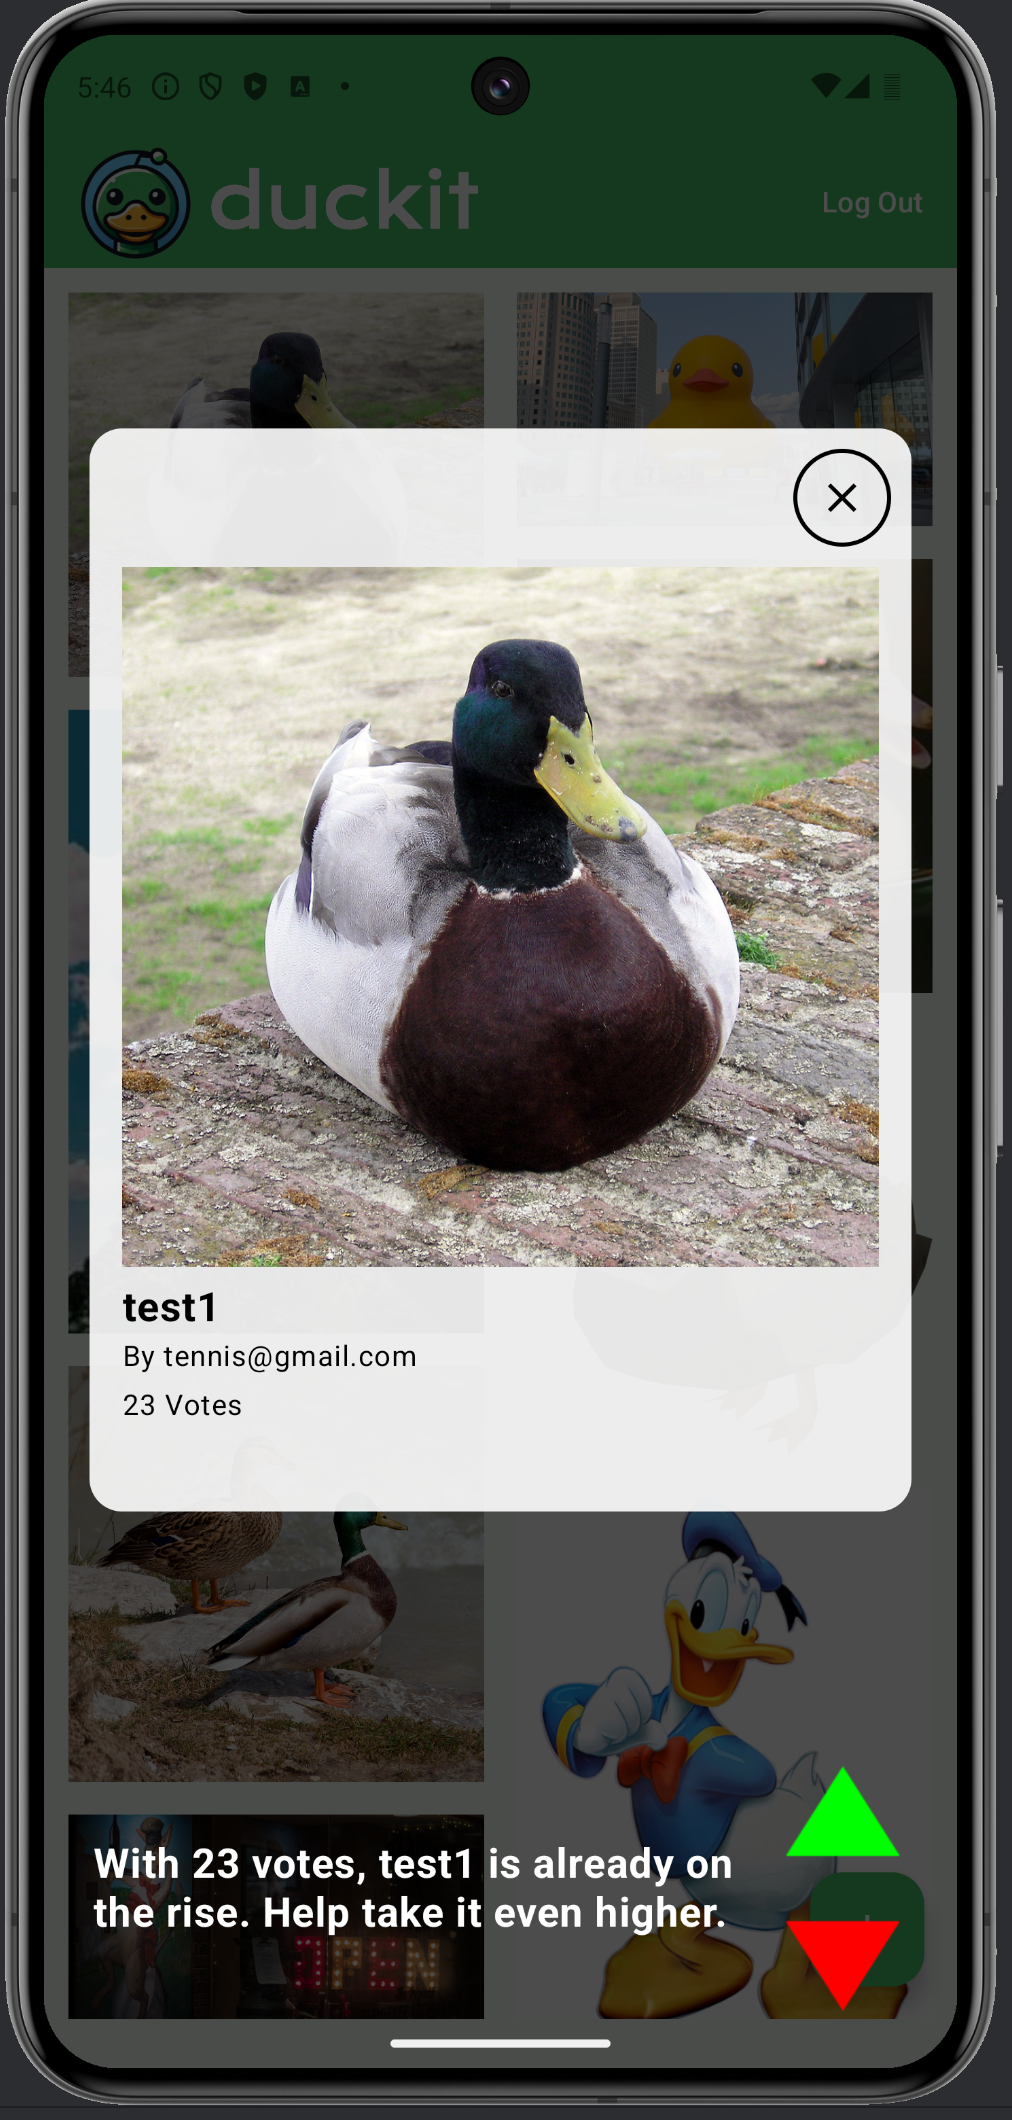 5:46
duckit
Log Out
test1
By tennis@gmail.com
23 Votes
With 23 votes, test1 is already on
the rise. Help take it even higher.
OPEN